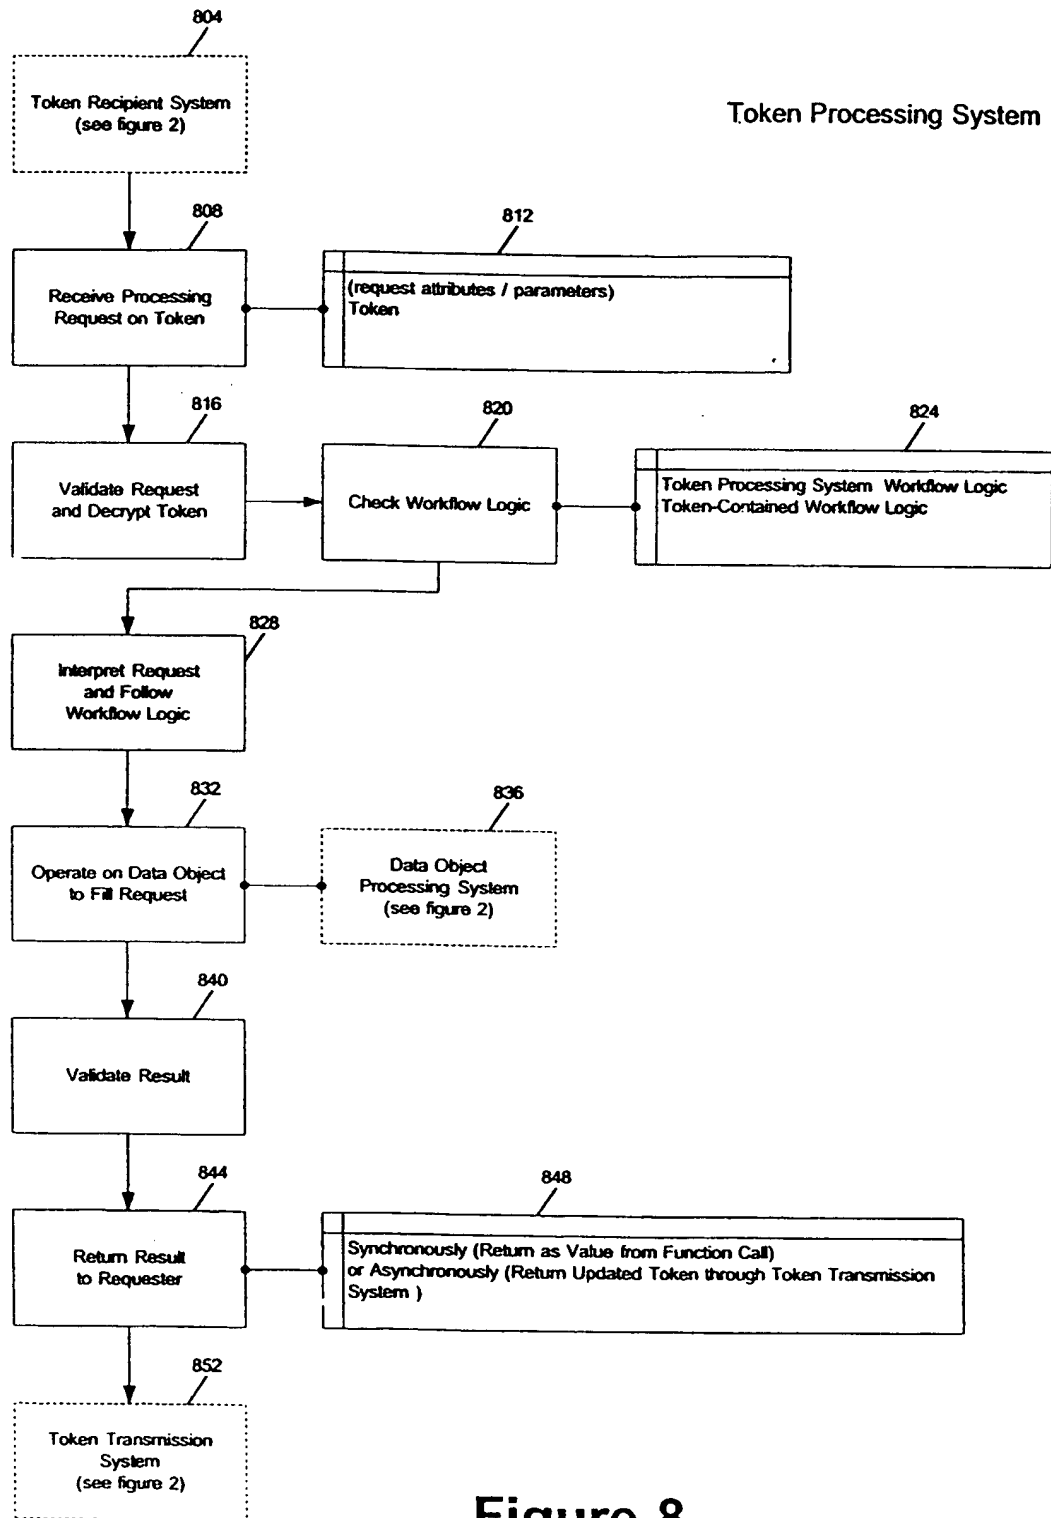 804
Token Recipient System
(see figure 2)
Token Processing System
808
Receive Processing
Request on Token
812
(request attributes / parameters)
Token
816
Validate Request
and Decrypt Token
820
Check Workflow Logic
824
Token Processing System Workflow Logic
Token-Contained Workflow Logic
828
Interpret Request
and Follow
Workflow Logic
832
Operate on Data Object
to Fill Request
836
Data Object
Processing System
(see figure 2)
840
Validate Result
844
Return Result
to Requester
848
Synchronously (Return as Value from Function Call)
or Asynchronously (Return Updated Token through Token Transmission
System )
852
Token Transmission
System
(see figure 2)
Figure 8